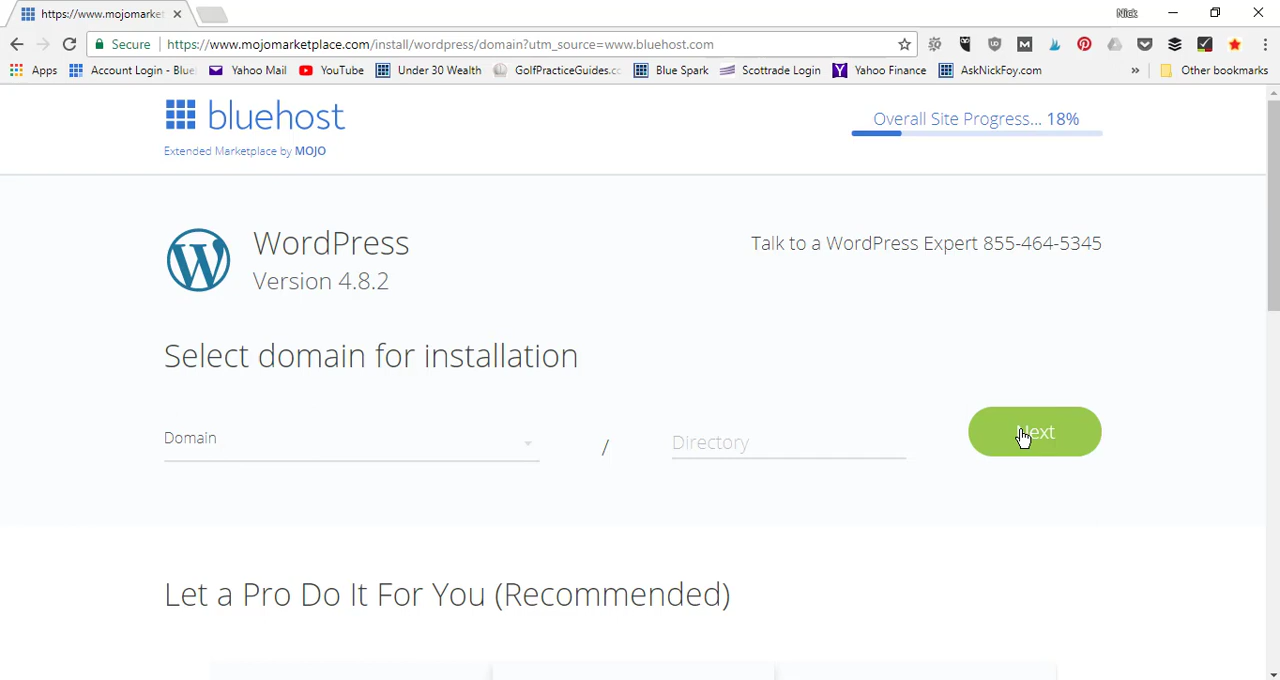 https://www.mojomarket
Nick
Secure
https://www.mojomarketplace.com/install/wordpress/domain?utm_source=www.bluehost.com
Apps
Account Login - Blue
Yahoo Mail
YouTube
Under 30 Wealth
GolfPracticeGuides.cc
Blue Spark
Scottrade Login
Yahoo Finance
AskNickFoy.com
»
Other bookmarks
bluehost
Extended Marketplace by MOJO
Overall Site Progress... 18%
WordPress
Version 4.8.2
Talk to a WordPress Expert 855-464-5345
Select domain for installation
Domain
/
Directory
Next
Let a Pro Do It For You (Recommended)